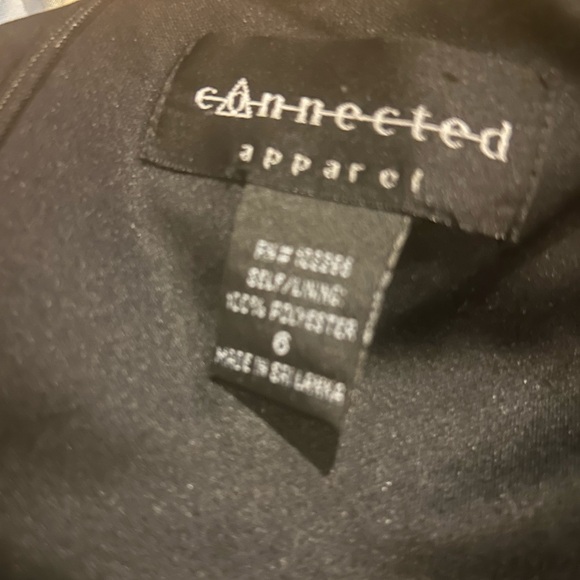 connected
apparel
RN#
SELF/LINING:
100% POLYESTER
6
MADE IN SRI LANKA